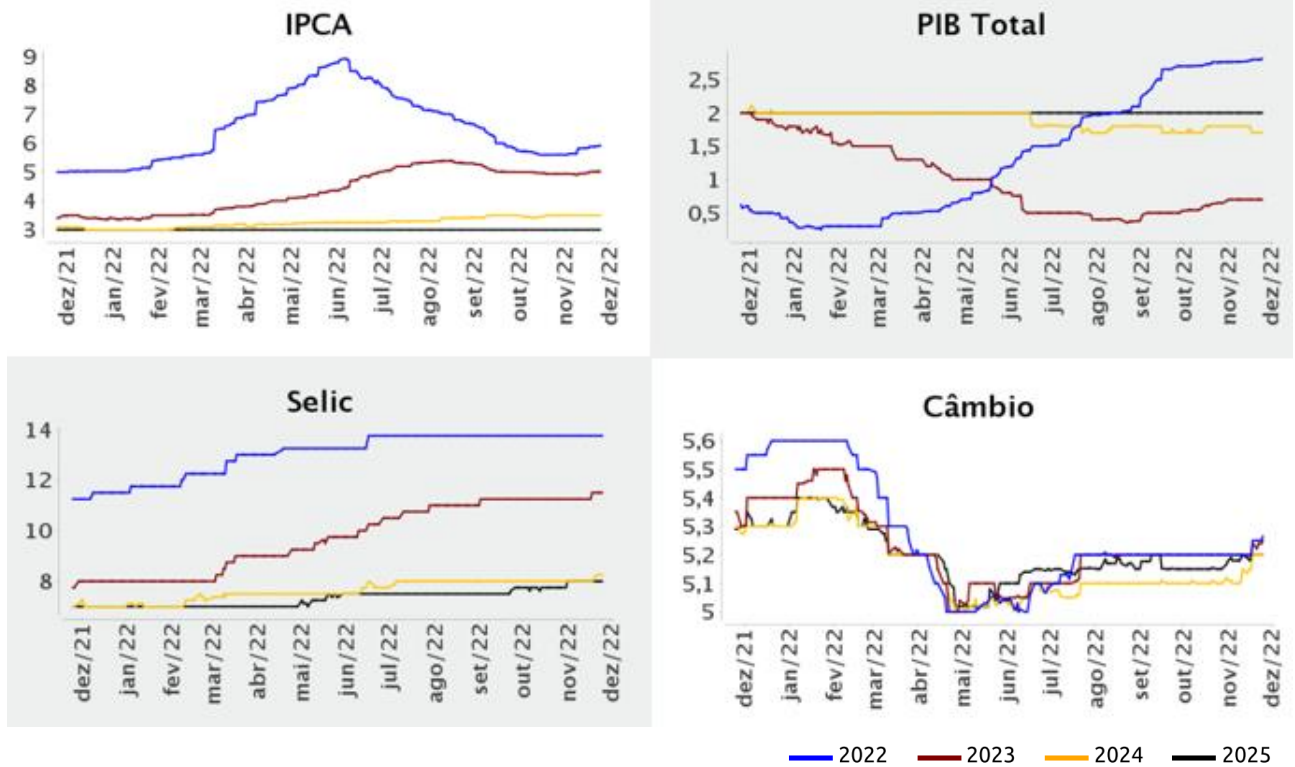 IPCA
9
8
7
6
5
4
3
dez/21
jan/22
fev/22
mar/22
abr/22
mai/22
jun/22
jul/22
ago/22
set/22
out/22
nov/22
dez/22
PIB Total
2,5
2
1,5
1
0,5
dez/21
jan/22
fev/22
mar/22
abr/22
mai/22
jun/22
jul/22
ago/22
set/22
out/22
nov/22
dez/22
Selic
14
12
10
8
dez/21
jan/22
fev/22
mar/22
abr/22
mai/22
jun/22
jul/22
ago/22
set/22
out/22
nov/22
dez/22
Câmbio
5,6
5,5
5,4
5,3
5,2
5,1
5
dez/21
jan/22
fev/22
mar/22
abr/22
mai/22
jun/22
jul/22
ago/22
set/22
out/22
nov/22
dez/22
2022 2023 2024 2025